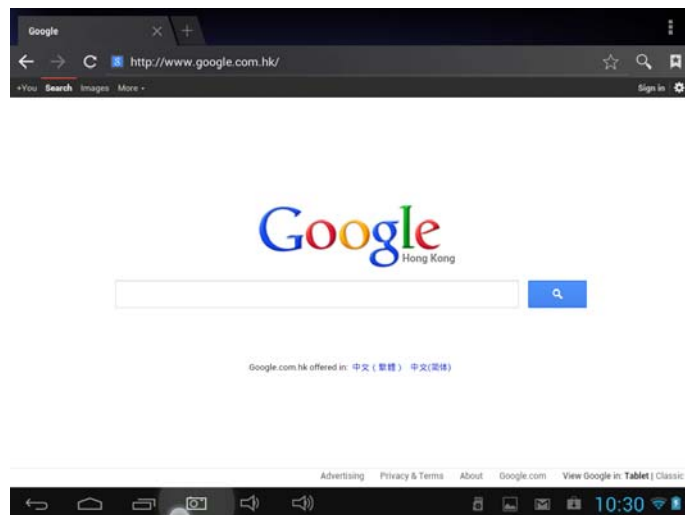 Google
http://www.google.com.hk/
+You Search Images More
Sign in
Google
Hong Kong
Google.com.hk offered in: 中文（繁體） 中文(简体)
Advertising Privacy & Terms About Google.com View Google in: Tablet | Classic
10:30